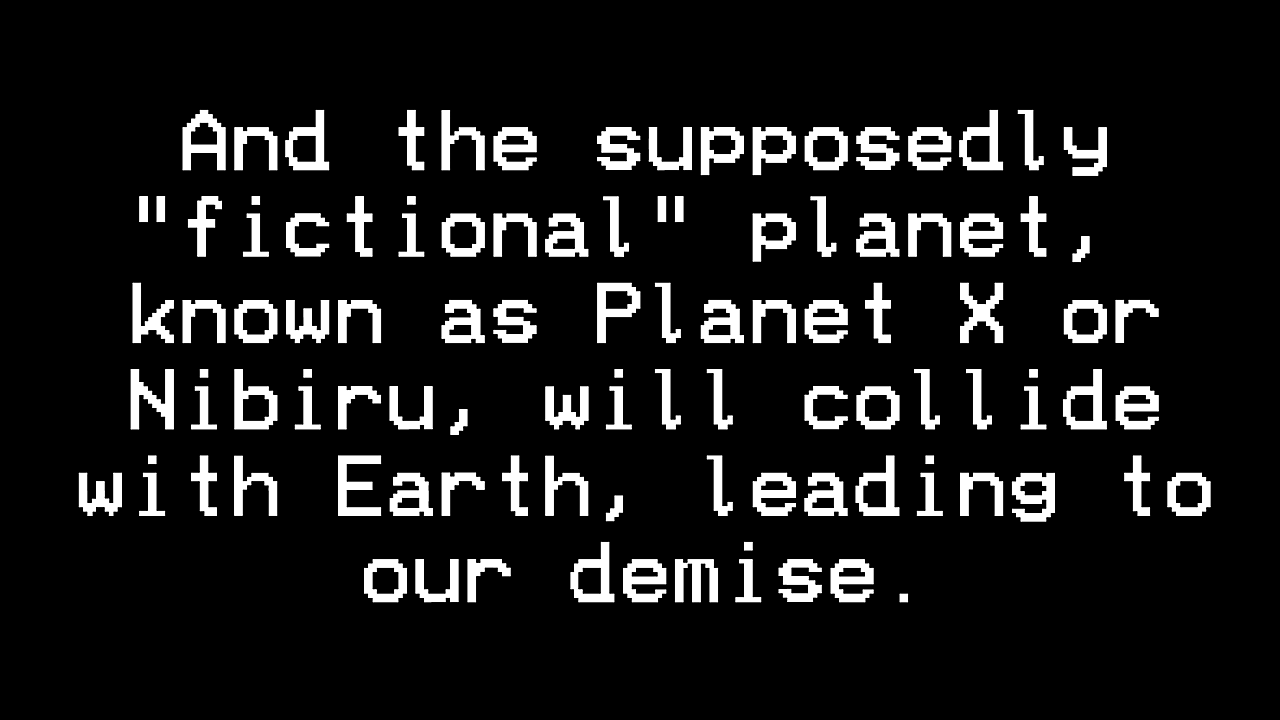 And the supposedly
"fictional" planet,
known as Planet X or
Nibiru, will collide
with Earth, leading to
our demise.